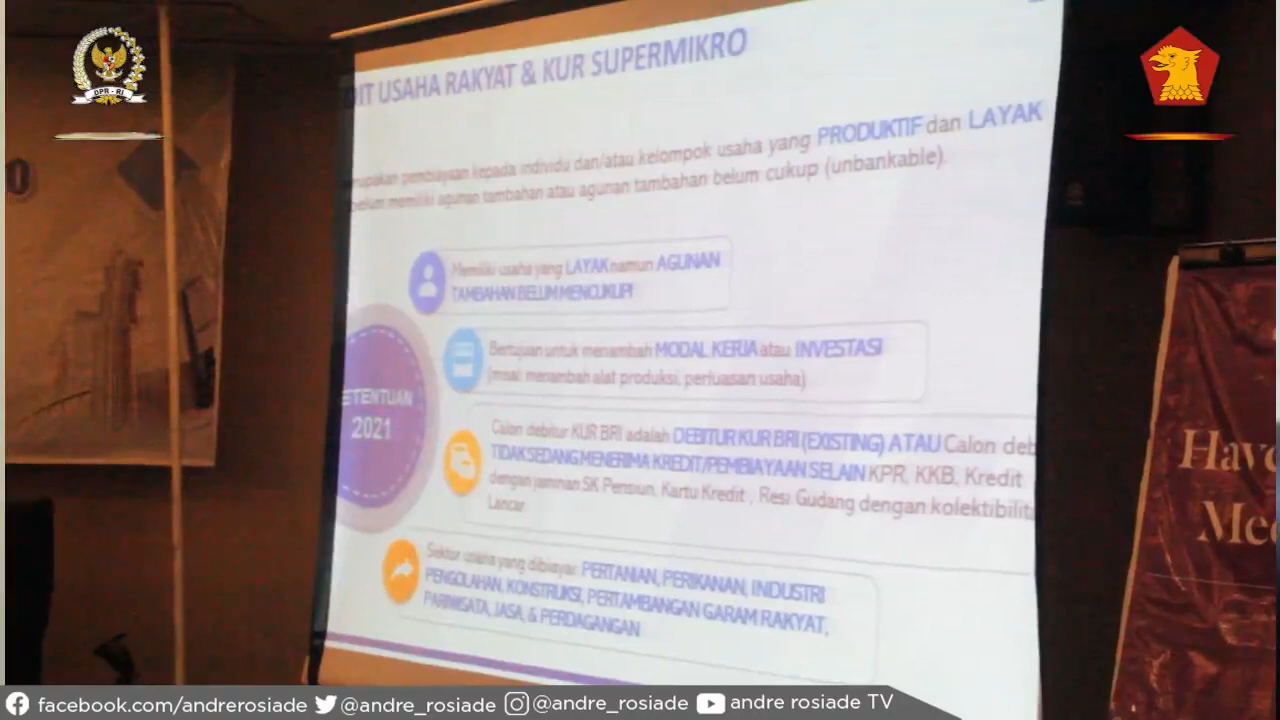 DPR - RI
DIT USAHA RAKYAT & KUR SUPERMIKRO
rupakan pembiayaan kepada individu dan/atau kelompok usaha yang PRODUKTIF dan LAYAK
belum memiliki agunan tambahan atau agunan tambahan belum cukup (unbankable).
Memiliki usaha yang LAYAK namun AGUNAN
TAMBAHAN BELUM MENCUKUPI
Bertujuan untuk menambah MODAL KERJA atau INVESTASI
(misal: menambah alat produksi, perluasan usaha)
ETENTUAN
2021
Calon debitur KUR BRI adalah DEBITUR KUR BRI (EXISTING) ATAU Calon deb
TIDAK SEDANG MENERIMA KREDIT/PEMBIAYAAN SELAIN KPR, KKB, Kredit
dengan jaminan SK Pensiun, Kartu Kredit , Resi Gudang dengan kolektibilita
Lancar
Sektor usaha yang dibiayai: PERTANIAN, PERIKANAN, INDUSTRI
PENGOLAHAN, KONSTRUKSI, PERTAMBANGAN GARAM RAKYAT,
PARIWISATA, JASA, & PERDAGANGAN
Have
Mee
facebook.com/andrerosiade @andre_rosiade @andre_rosiade andre rosiade TV